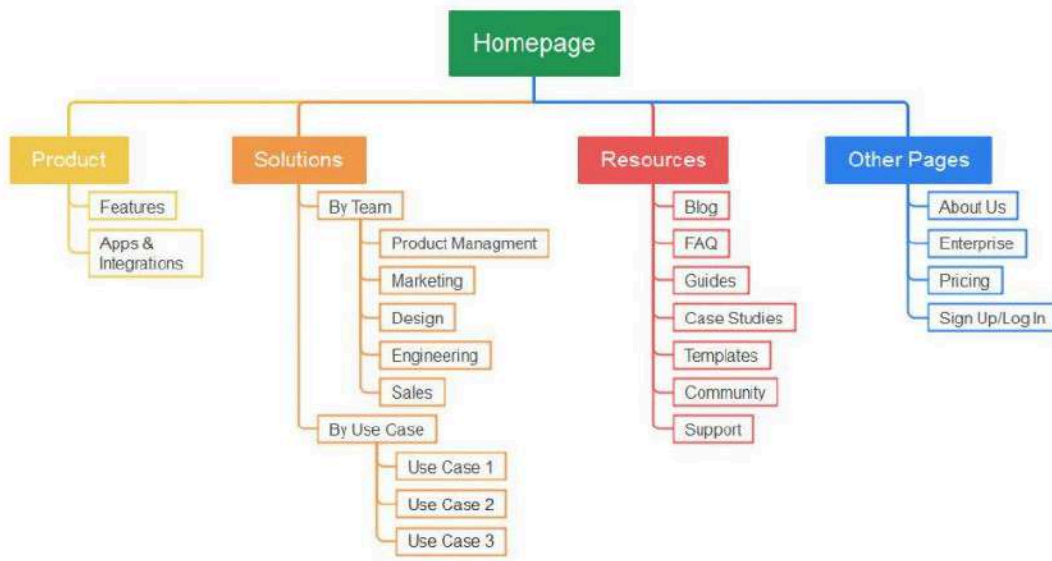 Homepage
Product
Features
Apps &
Integrations
Solutions
By Team
Product Managment
Marketing
Design
Engineering
Sales
By Use Case
Use Case 1
Use Case 2
Use Case 3
Resources
Blog
FAQ
Guides
Case Studies
Templates
Community
Support
Other Pages
About Us
Enterprise
Pricing
Sign Up/Log In